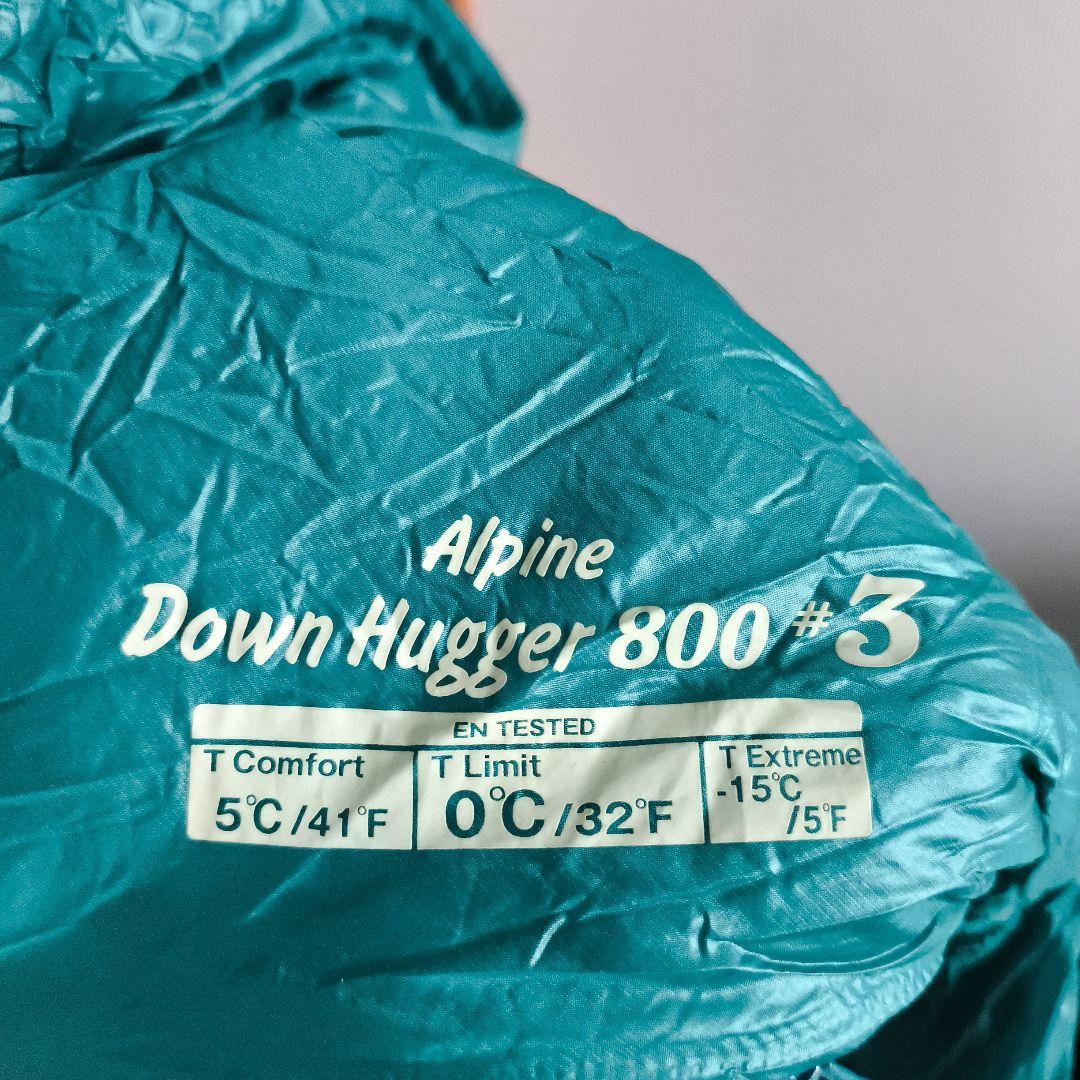 Alpine
Down Hugger 800 #3
EN TESTED
T Comfort
5°C/41°F
T Limit
0°C/32°F
T Extreme
-15°C
/5°F